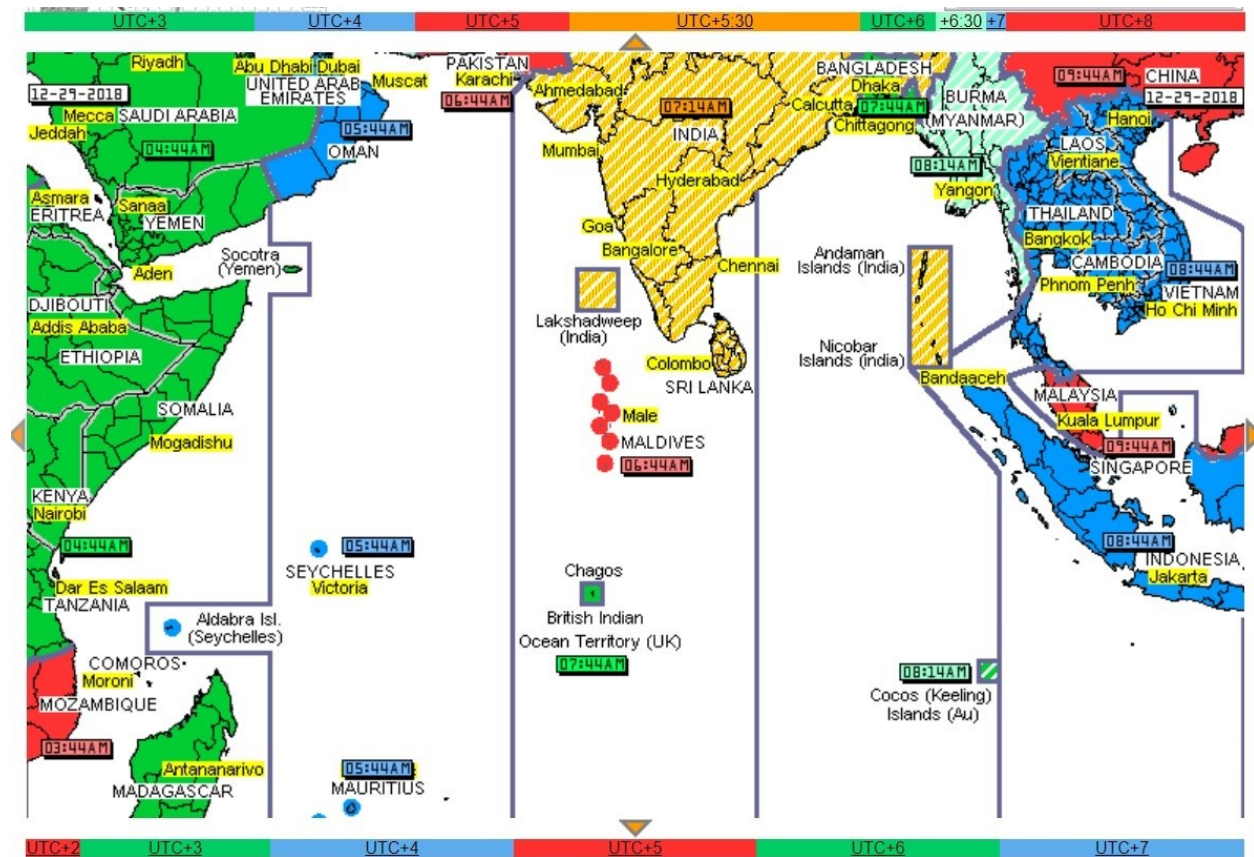 UTC+3
UTC+4
UTC+5
UTC+5:30
UTC+6
+6:30
+7
UTC+8
Riyadh
Abu Dhabi
Dubai
UNITED ARAB
EMIRATES
Muscat
PAKISTAN
Karachi
06:44AM
Ahmedabad
07:14AM
INDIA
BANGLADESH
Dhaka
Calcutta
07:44AM
Chittagong
BURMA
(MYANMAR)
09:44AM
CHINA
12-29-2018
12-29-2018
Mecca
SAUDI ARABIA
Jeddah
04:44AM
05:44AM
OMAN
Mumbai
Hyderabad
08:14AM
Yangon
Hanoi
LAOS
Vientiane
Asmara
ERITREA
Sanaa
YEMEN
Goa
Bangalore
Chennai
THAILAND
Bangkok
CAMBODIA
08:44AM
Phnom Penh
VIETNAM
Ho Chi Minh
Aden
Socotra
(Yemen)
Andaman
Islands (India)
DJIBOUTI
Addis Ababa
ETHIOPIA
Lakshadweep
(India)
Colombo
SRI LANKA
Nicobar
Islands (india)
Bandaaceh
SOMALIA
Mogadishu
Male
MALDIVES
06:44AM
MALAYSIA
Kuala Lumpur
09:44AM
SINGAPORE
KENYA
Nairobi
04:44AM
05:44AM
SEYCHELLES
Victoria
08:44AM
INDONESIA
Jakarta
Dar Es Salaam
TANZANIA
Aldabra Isl.
(Seychelles)
Chagos
British Indian
Ocean Territory (UK)
07:44AM
COMOROS
Moroni
MOZAMBIQUE
03:44AM
08:14AM
Cocos (Keeling)
Islands (Au)
Antananarivo
MADAGASCAR
05:44AM
MAURITIUS
UTC+2
UTC+3
UTC+4
UTC+5
UTC+6
UTC+7